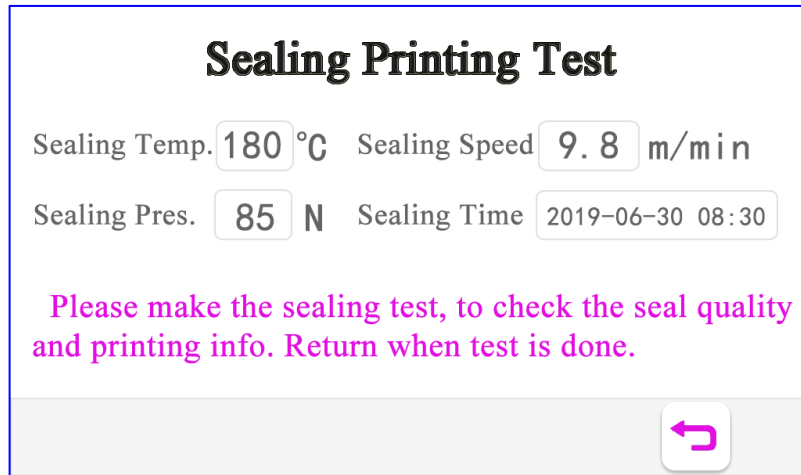 Sealing Printing Test
Sealing Temp. 180 °C Sealing Speed 9.8 m/min
Sealing Pres. 85 N Sealing Time 2019-06-30 08:30
Please make the sealing test, to check the seal quality
and printing info. Return when test is done.